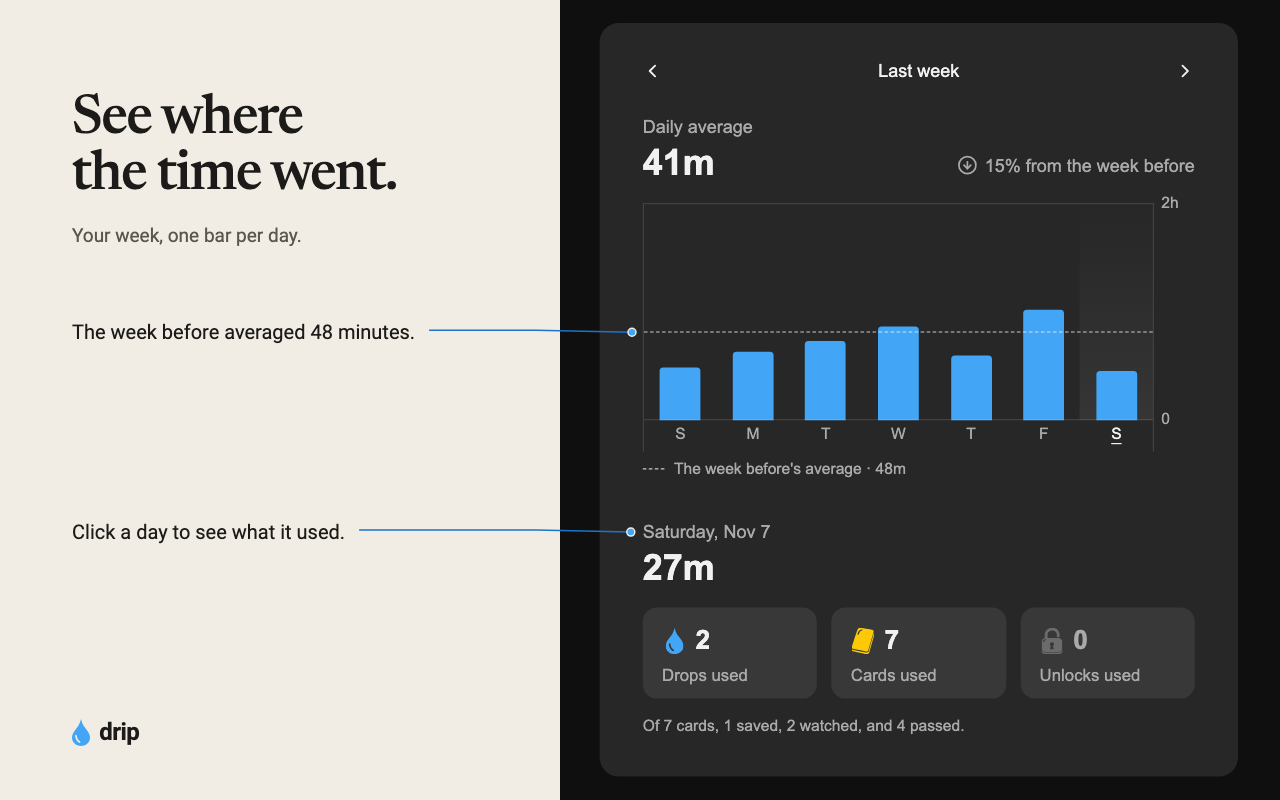 See where
the time went.
Your week, one bar per day.
The week before averaged 48 minutes.
Click a day to see what it used.
drip
Last week
Daily average
41m
15% from the week before
2h
0
S M T W T F S
The week before's average · 48m
Saturday, Nov 7
27m
2
Drops used
7
Cards used
0
Unlocks used
Of 7 cards, 1 saved, 2 watched, and 4 passed.